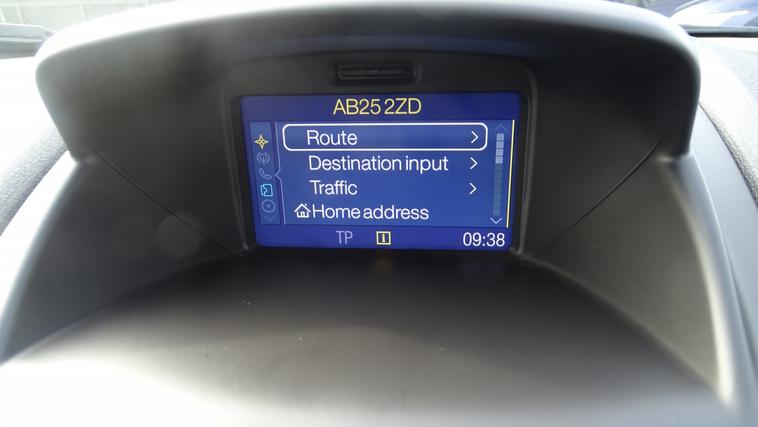 AB25 2ZD
Route
Destination input
Traffic
Home address
TP
09:38